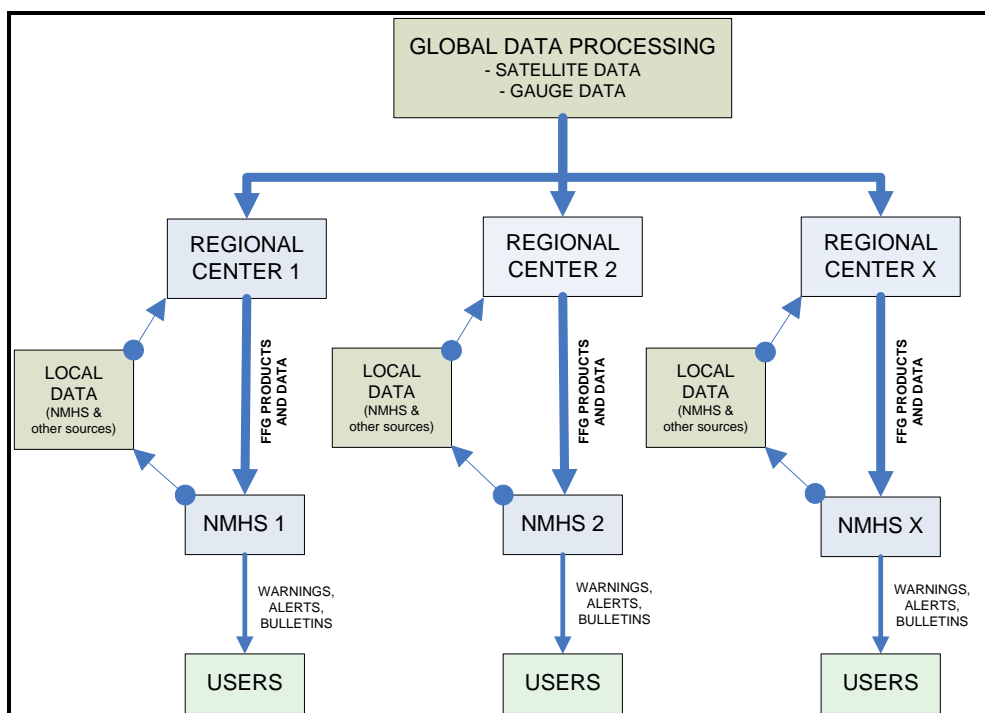 GLOBAL DATA PROCESSING
- SATELLITE DATA
- GAUGE DATA
REGIONAL
CENTER 1
REGIONAL
CENTER 2
REGIONAL
CENTER X
LOCAL
DATA
(NMHS &
other sources)
FFG PRODUCTS
AND DATA
LOCAL
DATA
(NMHS &
other sources)
FFG PRODUCTS
AND DATA
LOCAL
DATA
(NMHS &
other sources)
FFG PRODUCTS
AND DATA
NMHS 1
NMHS 2
NMHS X
WARNINGS,
ALERTS,
BULLETINS
WARNINGS,
ALERTS,
BULLETINS
WARNINGS,
ALERTS,
BULLETINS
USERS
USERS
USERS